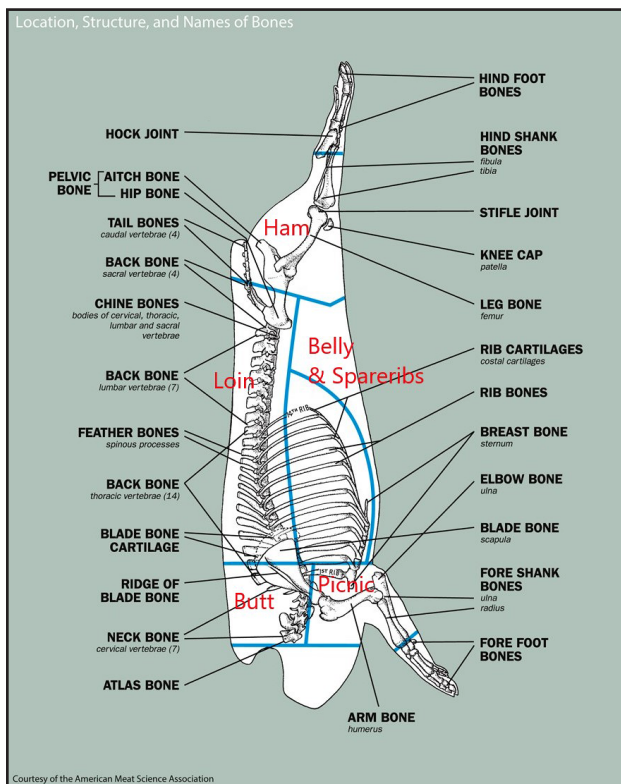 Location, Structure, and Names of Bones
HIND FOOT
BONES
HOCK JOINT
HIND SHANK
BONES
fibula
tibia
PELVIC
BONE
AITCH BONE
HIP BONE
STIFLE JOINT
TAIL BONES
caudal vertebrae (4)
Ham
KNEE CAP
patella
BACK BONE
sacral vertebrae (4)
CHINE BONES
bodies of cervical, thoracic,
lumbar and sacral
vertebrae
LEG BONE
femur
Belly
& Spareribs
RIB CARTILAGES
costal cartilages
BACK BONE
lumbar vertebrae (7)
Loin
RIB BONES
14TH RIB
FEATHER BONES
spinous processes
BREAST BONE
sternum
BACK BONE
thoracic vertebrae (14)
ELBOW BONE
ulna
BLADE BONE
CARTILAGE
BLADE BONE
scapula
1ST RIB
RIDGE OF
BLADE BONE
Butt
Picnic
FORE SHANK
BONES
ulna
radius
NECK BONE
cervical vertebrae (7)
FORE FOOT
BONES
ATLAS BONE
ARM BONE
humerus
Courtesy of the American Meat Science Association